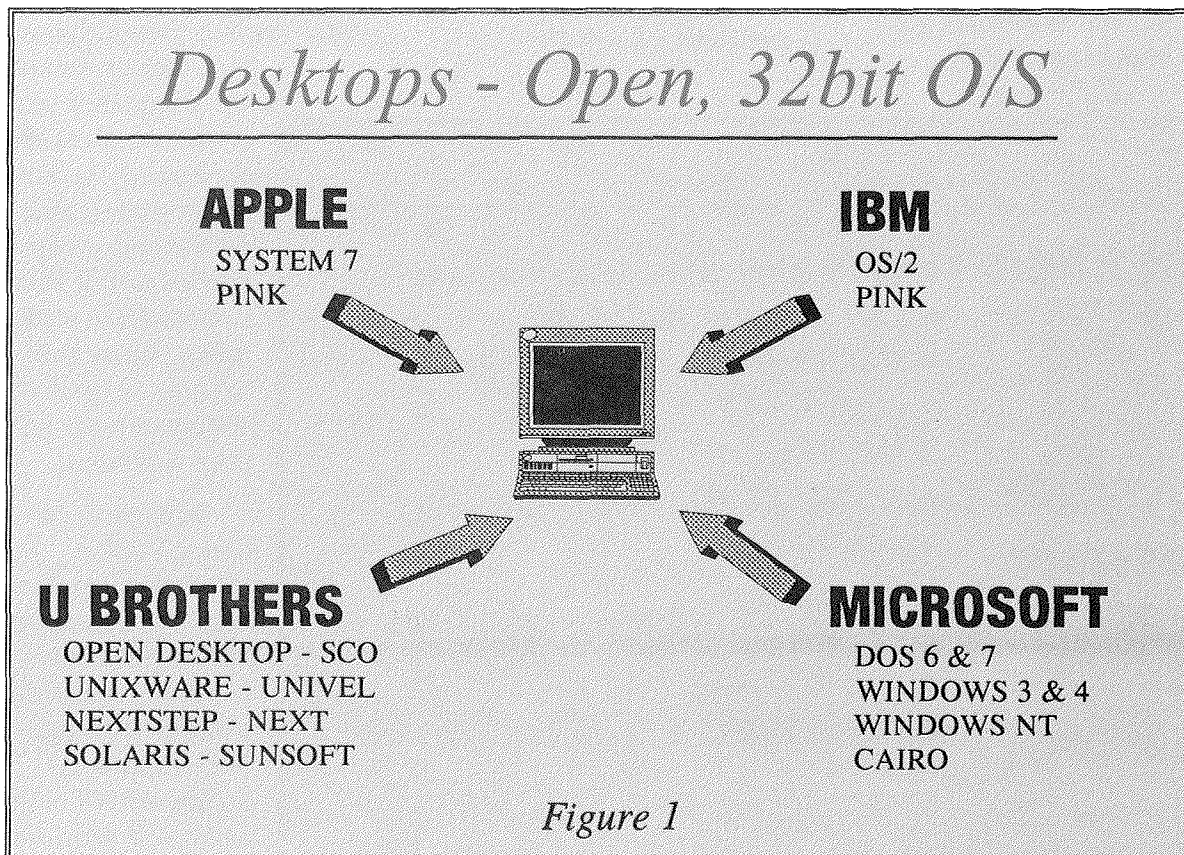 Desktops - Open, 32bit O/S
APPLE
SYSTEM 7
PINK
IBM
OS/2
PINK
U BROTHERS
OPEN DESKTOP - SCO
UNIXWARE - UNIVEL
NEXTSTEP - NEXT
SOLARIS - SUNSOFT
MICROSOFT
DOS 6 & 7
WINDOWS 3 & 4
WINDOWS NT
CAIRO
Figure 1